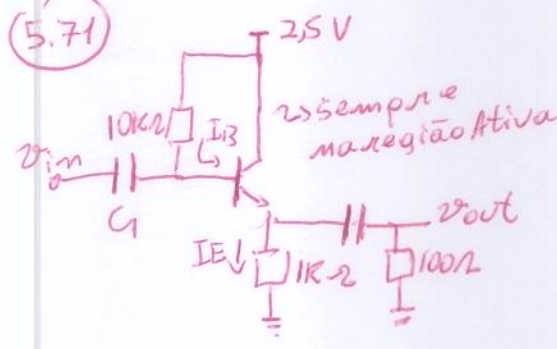 5.71
2,5 V
10KΩ
IB
↳ Sempre
na região Ativa
vin
C1
vout
IE
1KΩ
100Ω